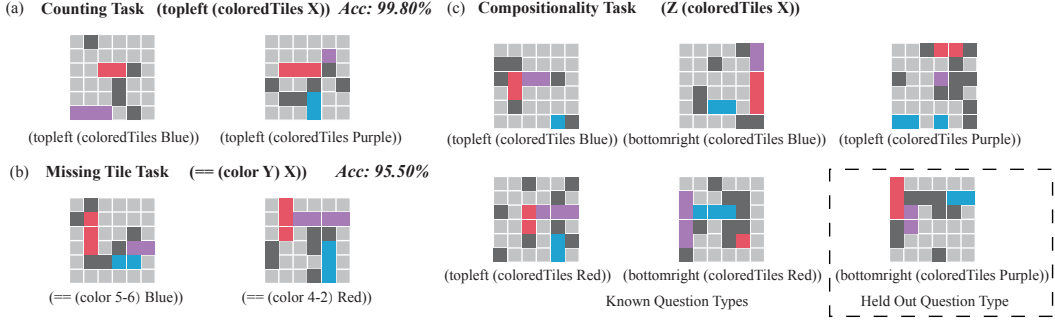 (a) Counting Task (topleft (coloredTiles X)) Acc: 99.80%
(topleft (coloredTiles Blue)) (topleft (coloredTiles Purple))
(b) Missing Tile Task (== (color Y) X)) Acc: 95.50%
(== (color 5-6) Blue)) (== (color 4-2) Red))
(c) Compositionality Task (Z (coloredTiles X))
(topleft (coloredTiles Blue)) (bottomright (coloredTiles Blue)) (topleft (coloredTiles Purple))
(topleft (coloredTiles Red)) (bottomright (coloredTiles Red)) (bottomright (coloredTiles Purple))
Known Question Types Held Out Question Type